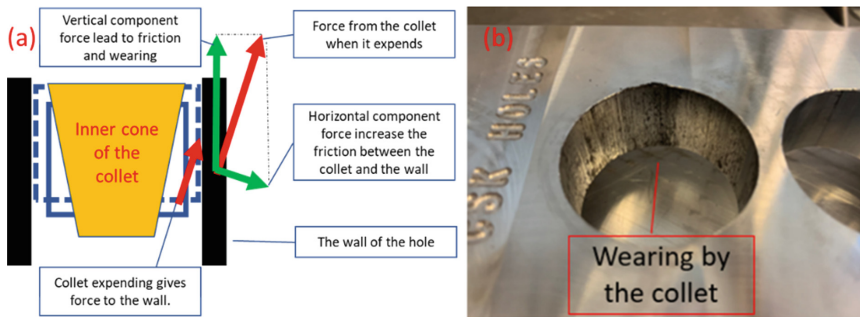 (a)
Vertical component
force lead to friction
and wearing
Force from the collet
when it expends
Inner cone
of the
collet
Horizontal component
force increase the
friction between the
collet and the wall
The wall of the hole
Collet expending gives
force to the wall.
(b)
CSK HOLES
Wearing by
the collet